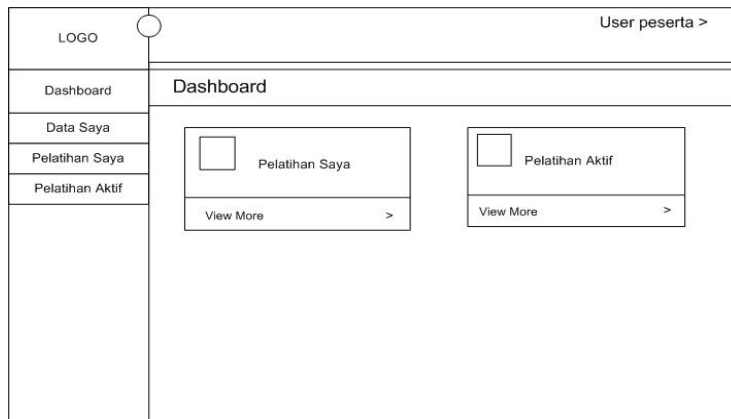 LOGO
User peserta >
Dashboard
Data Saya
Pelatihan Saya
Pelatihan Aktif
Dashboard
Pelatihan Saya
View More >
Pelatihan Aktif
View More >